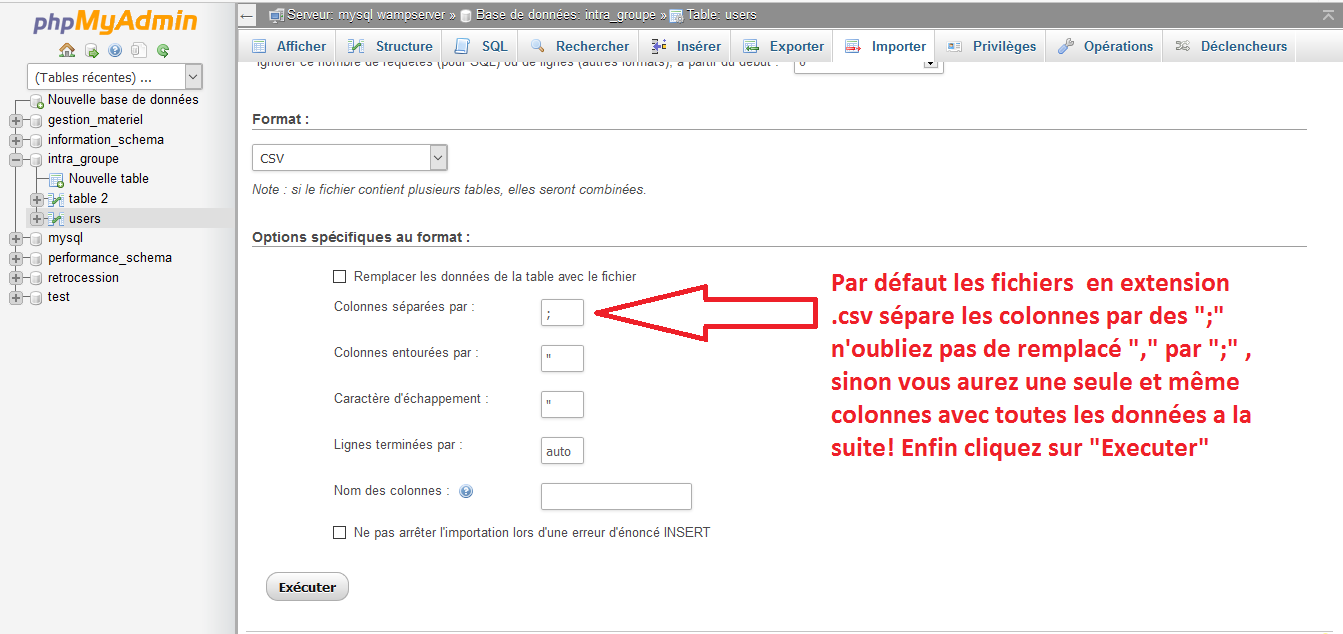 phpMyAdmin
(Tables récentes) ...
Nouvelle base de données
gestion_materiel
information_schema
intra_groupe
Nouvelle table
table 2
users
mysql
performance_schema
retrocession
test
Serveur: mysql wampserver » Base de données: intra_groupe » Table: users
Afficher Structure SQL Rechercher Insérer Exporter Importer Privilèges Opérations Déclencheurs
Ignorer ce nombre de requêtes (pour SQL) ou de lignes (autres formats), à partir du début : 0
Format :
CSV
Note : si le fichier contient plusieurs tables, elles seront combinées.
Options spécifiques au format :
Remplacer les données de la table avec le fichier
Colonnes séparées par : ;
Colonnes entourées par : "
Caractère d'échappement : "
Lignes terminées par : auto
Nom des colonnes :
Ne pas arrêter l'importation lors d'une erreur d'énoncé INSERT
Exécuter
Par défaut les fichiers en extension
.csv sépare les colonnes par des ";"
n'oubliez pas de remplacé "," par ";" ,
sinon vous aurez une seule et même
colonnes avec toutes les données a la
suite! Enfin cliquez sur "Executer"